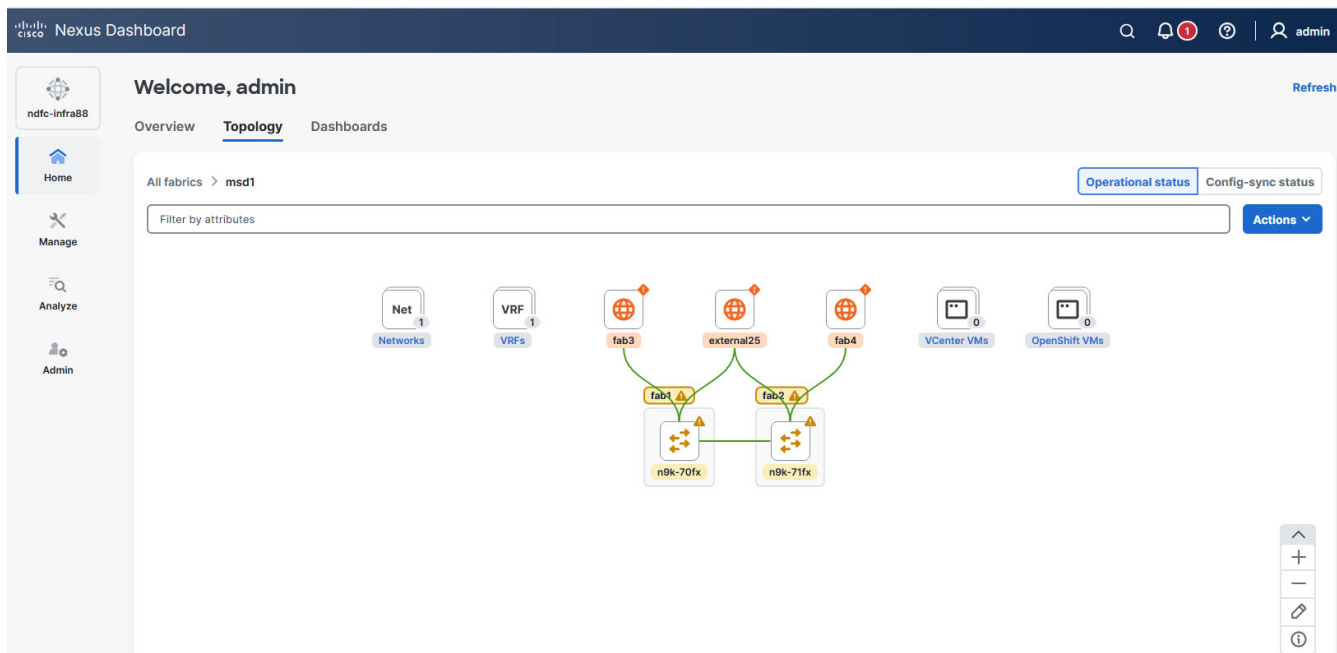 cisco Nexus Dashboard
1
admin
ndfc-infra88
Home
Manage
Analyze
Admin
Welcome, admin
Refresh
Overview Topology Dashboards
All fabrics > msd1
Operational status Config-sync status
Filter by attributes
Actions
Net 1
Networks
VRF 1
VRFs
fab3
external25
fab4
0
VCenter VMs
0
OpenShift VMs
fab1
fab2
n9k-70fx
n9k-71fx